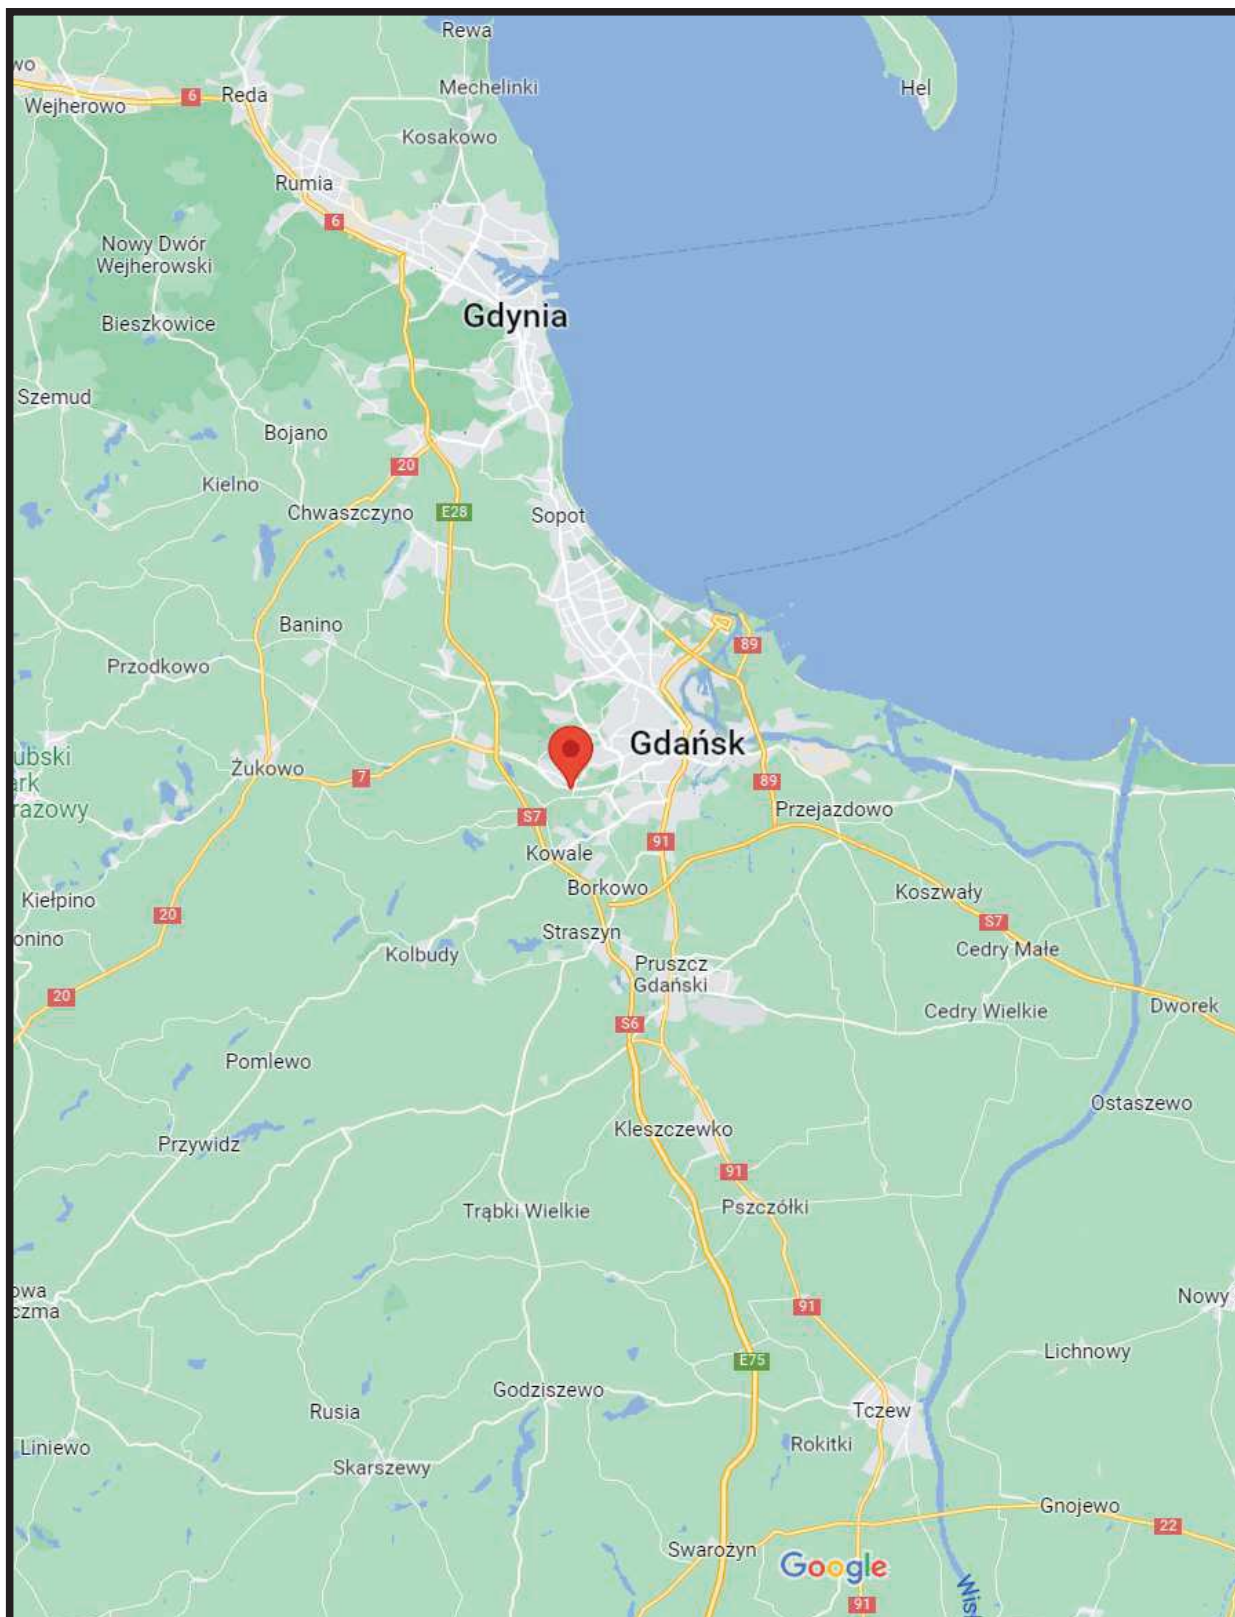 Rewa
wo
Hel
Mechelinki
6
Reda
Wejherowo
Kosakowo
Rumia
6
Nowy Dwór
Wejherowski
Gdynia
Bieszkowice
Szemud
Bojano
20
Kielno
Chwaszczyno
E28
Sopot
Banino
89
Przodkowo
Gdańsk
ubski
ark
razowy
Żukowo
7
89
S7
Przejazdowo
91
Kowale
Borkowo
Koszwały
Kiełpino
20
S7
onino
Straszyn
Cedry Małe
Kolbudy
Pruszcz
Gdański
20
Dworek
Cedry Wielkie
S6
Pomlewo
Ostaszewo
Kleszczewko
Przywidz
91
Pszczółki
Trąbki Wielkie
owa
czma
Nowy
91
Lichnowy
E75
Godziszewo
Rusia
Tczew
Liniewo
Rokitki
Skarszewy
Gnojewo
22
Swarożyn
Google
Wisł
91